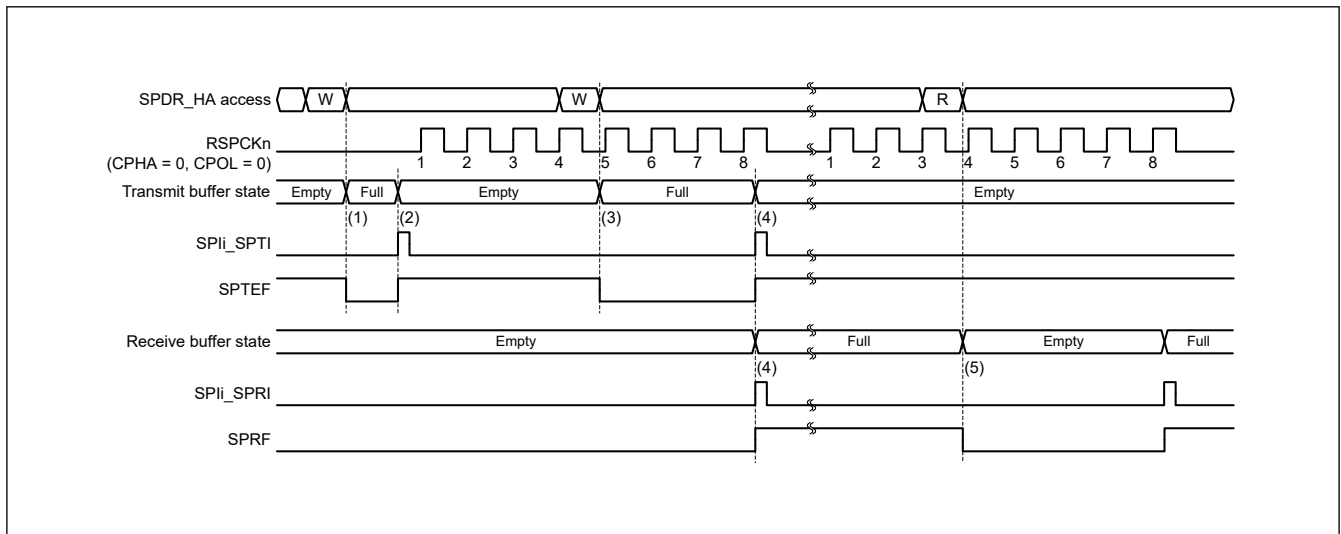 SPDR_HA access W W R
RSPCKn
(CPHA = 0, CPOL = 0)
1 2 3 4 5 6 7 8 1 2 3 4 5 6 7 8
Transmit buffer state Empty Full Empty Full Empty
(1) (2) (3) (4)
SPIi_SPTI
SPTEF
Receive buffer state Empty Full Empty Full
(4) (5)
SPIi_SPRI
SPRF